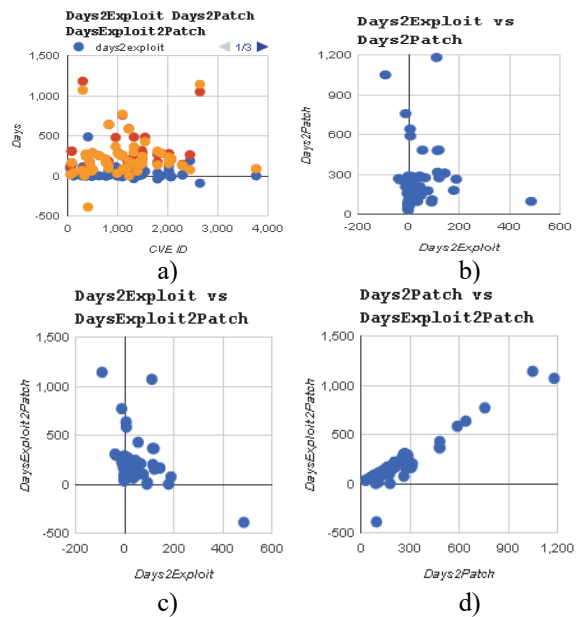 Days2Exploit Days2Patch
DaysExploit2Patch
days2exploit
1/3
1,500
1,000
500
0
-500
Days
0
1,000
2,000
3,000
4,000
CVE ID
a)
Days2Exploit vs
Days2Patch
1,200
900
600
300
0
Days2Patch
-200
0
200
400
600
Days2Exploit
b)
Days2Exploit vs
DaysExploit2Patch
1,500
1,000
500
0
-500
DaysExploit2Patch
-200
0
200
400
600
Days2Exploit
c)
Days2Patch vs
DaysExploit2Patch
1,500
1,000
500
0
-500
DaysExploit2Patch
0
300
600
900
1,200
Days2Patch
d)